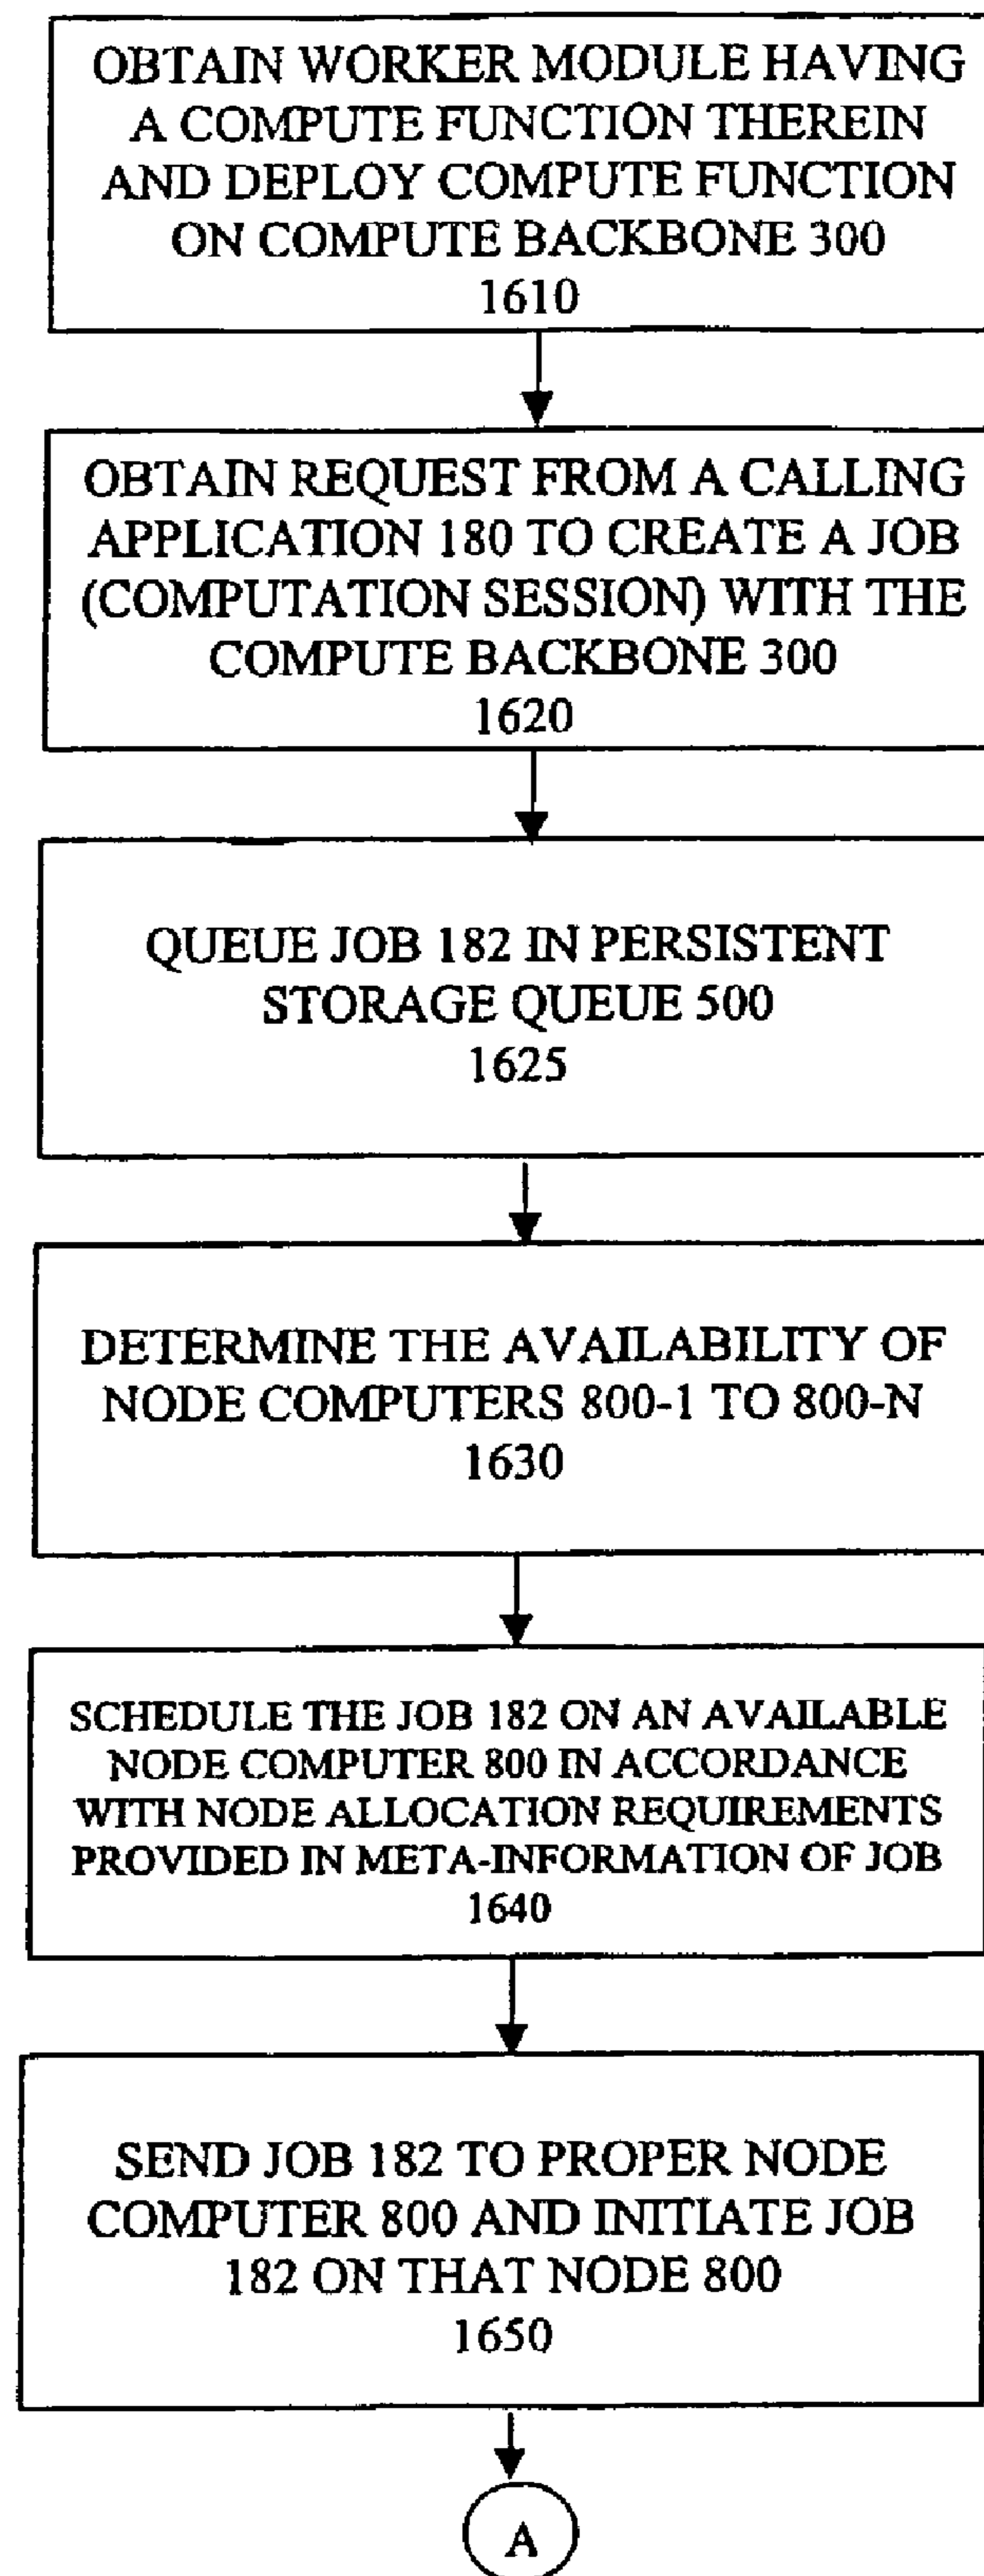 OBTAIN WORKER MODULE HAVING
A COMPUTE FUNCTION THEREIN
AND DEPLOY COMPUTE FUNCTION
ON COMPUTE BACKBONE 300
1610
OBTAIN REQUEST FROM A CALLING
APPLICATION 180 TO CREATE A JOB
(COMPUTATION SESSION) WITH THE
COMPUTE BACKBONE 300
1620
QUEUE JOB 182 IN PERSISTENT
STORAGE QUEUE 500
1625
DETERMINE THE AVAILABILITY OF
NODE COMPUTERS 800-1 TO 800-N
1630
SCHEDULE THE JOB 182 ON AN AVAILABLE
NODE COMPUTER 800 IN ACCORDANCE
WITH NODE ALLOCATION REQUIREMENTS
PROVIDED IN META-INFORMATION OF JOB
1640
SEND JOB 182 TO PROPER NODE
COMPUTER 800 AND INITIATE JOB
182 ON THAT NODE 800
1650
A